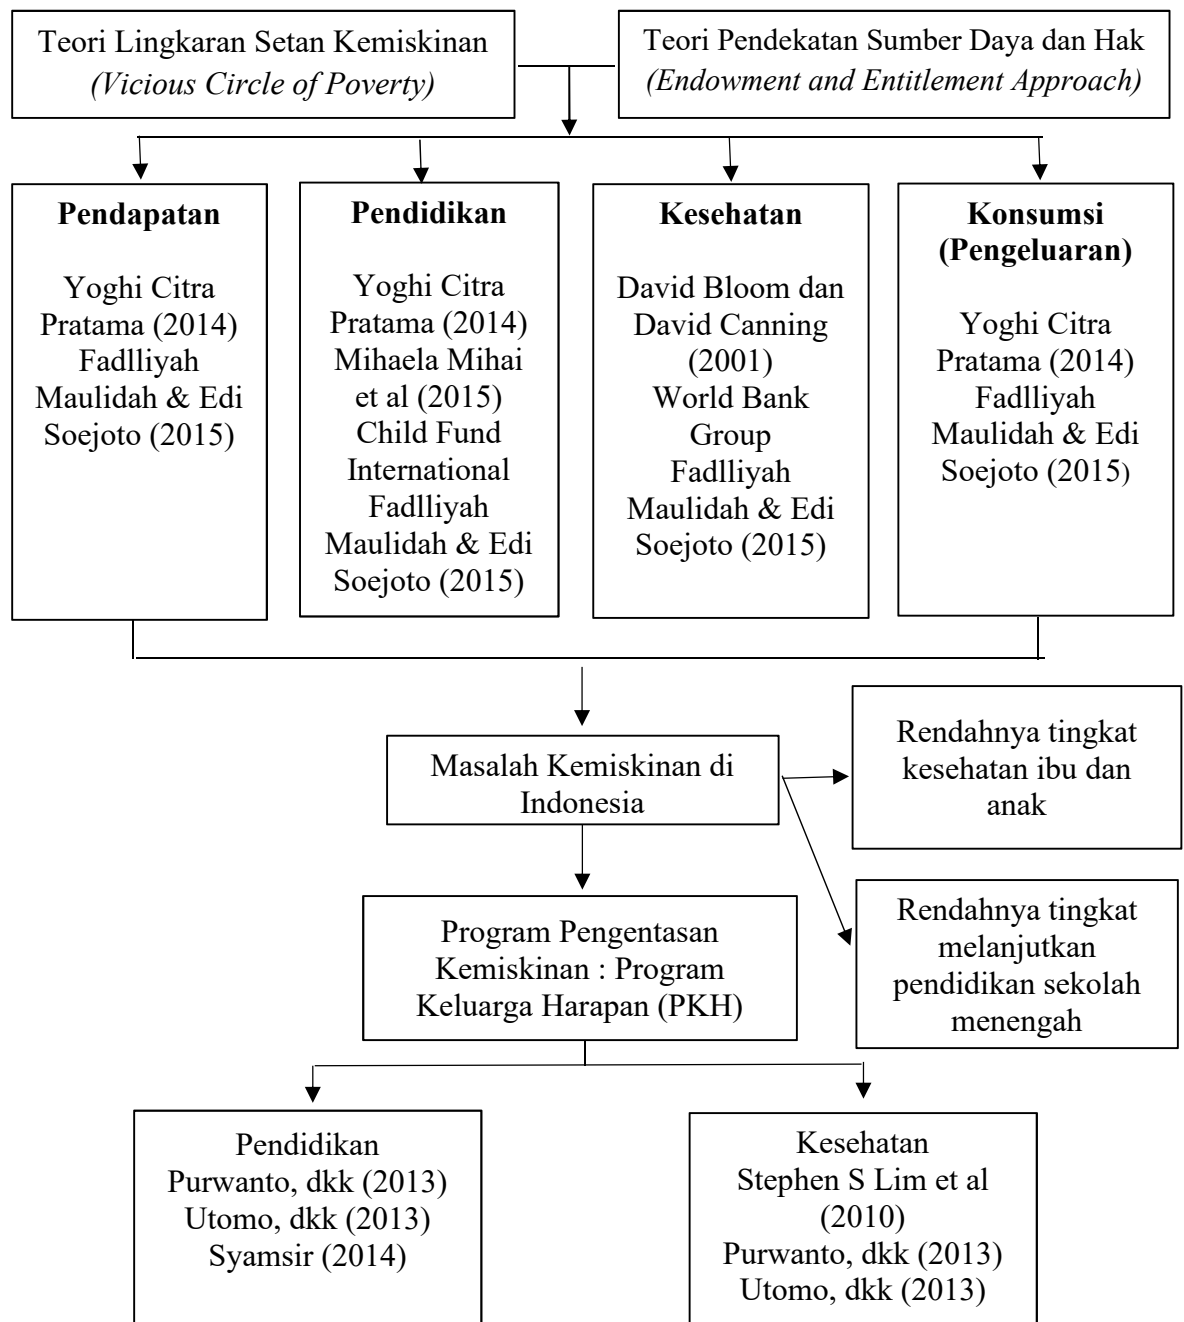 Teori Lingkaran Setan Kemiskinan
(Vicious Circle of Poverty)
Teori Pendekatan Sumber Daya dan Hak
(Endowment and Entitlement Approach)
Pendapatan
Yoghi Citra
Pratama (2014)
Fadlliyah
Maulidah & Edi
Soejoto (2015)
Pendidikan
Yoghi Citra
Pratama (2014)
Mihaela Mihai
et al (2015)
Child Fund
International
Fadlliyah
Maulidah & Edi
Soejoto (2015)
Kesehatan
David Bloom dan
David Canning
(2001)
World Bank
Group
Fadlliyah
Maulidah & Edi
Soejoto (2015)
Konsumsi
(Pengeluaran)
Yoghi Citra
Pratama (2014)
Fadlliyah
Maulidah & Edi
Soejoto (2015)
Masalah Kemiskinan di
Indonesia
Rendahnya tingkat
kesehatan ibu dan
anak
Rendahnya tingkat
melanjutkan
pendidikan sekolah
menengah
Program Pengentasan
Kemiskinan : Program
Keluarga Harapan (PKH)
Pendidikan
Purwanto, dkk (2013)
Utomo, dkk (2013)
Syamsir (2014)
Kesehatan
Stephen S Lim et al
(2010)
Purwanto, dkk (2013)
Utomo, dkk (2013)